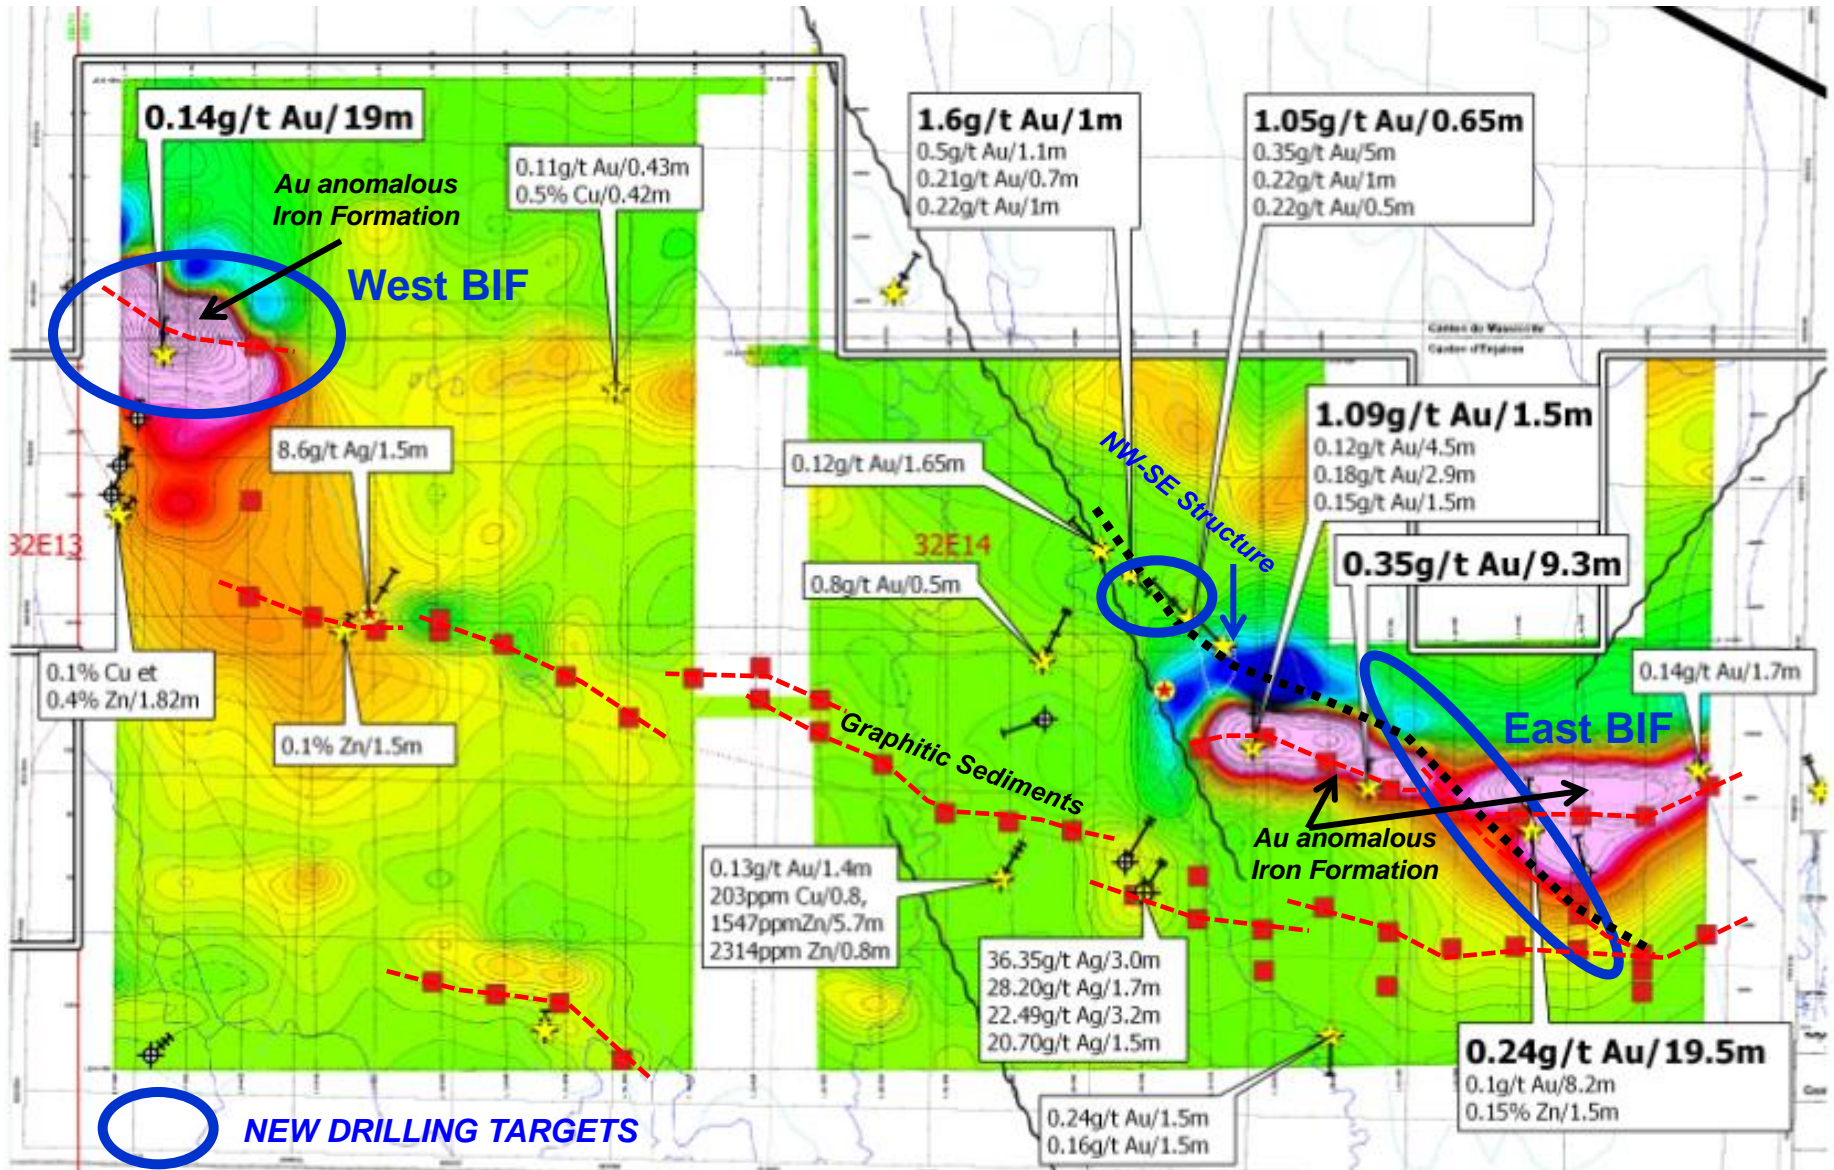 0.14g/t Au/19m
Au anomalous
Iron Formation
West BIF
0.11g/t Au/0.43m
0.5% Cu/0.42m
1.6g/t Au/1m
0.5g/t Au/1.1m
0.21g/t Au/0.7m
0.22g/t Au/1m
1.05g/t Au/0.65m
0.35g/t Au/5m
0.22g/t Au/1m
0.22g/t Au/0.5m
Canton d'Enjalran
1.09g/t Au/1.5m
0.12g/t Au/4.5m
0.18g/t Au/2.9m
0.15g/t Au/1.5m
8.6g/t Ag/1.5m
0.12g/t Au/1.65m
NW-SE Structure
32E13
32E14
0.35g/t Au/9.3m
0.8g/t Au/0.5m
0.1% Cu et
0.4% Zn/1.82m
0.14g/t Au/1.7m
0.1% Zn/1.5m
Graphitic Sediments
East BIF
Au anomalous
Iron Formation
0.13g/t Au/1.4m
203ppm Cu/0.8,
1547ppmZn/5.7m
2314ppm Zn/0.8m
36.35g/t Ag/3.0m
28.20g/t Ag/1.7m
22.49g/t Ag/3.2m
20.70g/t Ag/1.5m
0.24g/t Au/19.5m
0.1g/t Au/8.2m
0.15% Zn/1.5m
0.24g/t Au/1.5m
0.16g/t Au/1.5m
NEW DRILLING TARGETS